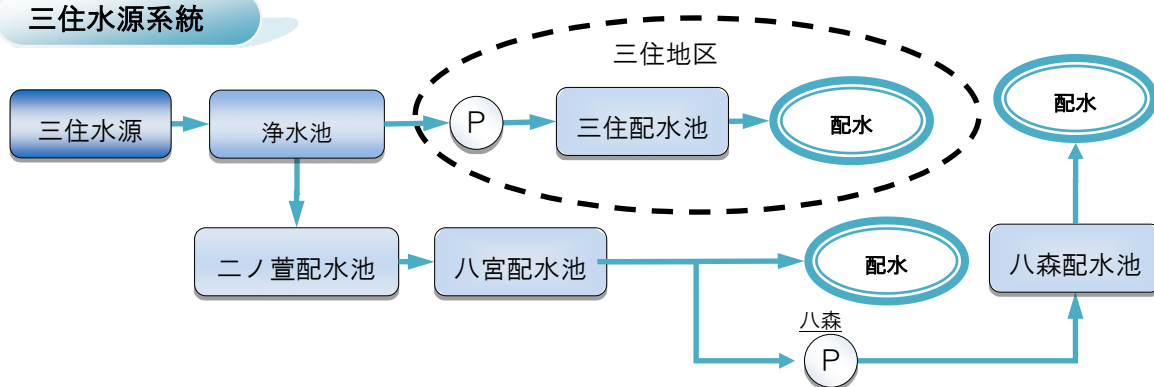 三住水源系統
三住地区
三住水源
浄水池
P
三住配水池
配水
配水
二ノ萱配水池
八宮配水池
配水
八森配水池
八森
P